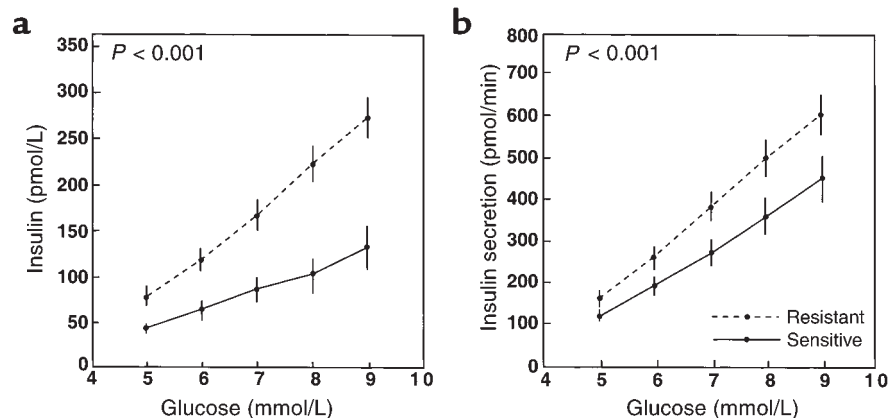 a
P < 0.001
Insulin (pmol/L)
350
300
250
200
150
100
50
0
4 5 6 7 8 9 10
Glucose (mmol/L)
b
P < 0.001
Insulin secretion (pmol/min)
800
700
600
500
400
300
200
100
0
4 5 6 7 8 9 10
Glucose (mmol/L)
Resistant
Sensitive